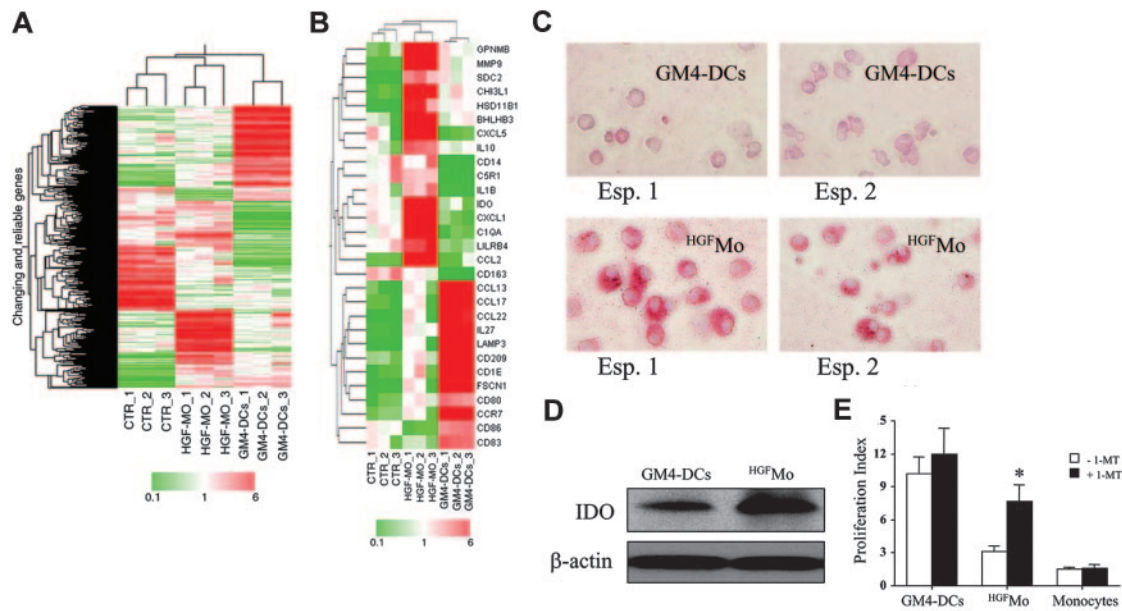 A
Changing and reliable genes
CTR_1
CTR_2
CTR_3
HGF-MO_1
HGF-MO_2
HGF-MO_3
GM4-DCs_1
GM4-DCs_2
GM4-DCs_3
0.1 1 6
B
GPNMB
MMP9
SDC2
CHI3L1
HSD11B1
BHLHB3
CXCL5
IL10
CD14
C5R1
IL1B
IDO
CXCL1
C1QA
LILRB4
CCL2
CD163
CCL13
CCL17
CCL22
IL27
LAMP3
CD209
CD1E
FSCN1
CD80
CCR7
CD86
CD83
CTR_1
CTR_2
CTR_3
HGF-MO_1
HGF-MO_2
HGF-MO_3
GM4-DCs_1
GM4-DCs_2
GM4-DCs_3
0.1 1 6
C
GM4-DCs
GM4-DCs
Esp. 1
Esp. 2
HGFMo
HGFMo
Esp. 1
Esp. 2
D
GM4-DCs HGFMo
IDO
β-actin
E
Proliferation Index
15
12
9
6
3
0
*
- 1-MT
+ 1-MT
GM4-DCs HGFMo Monocytes